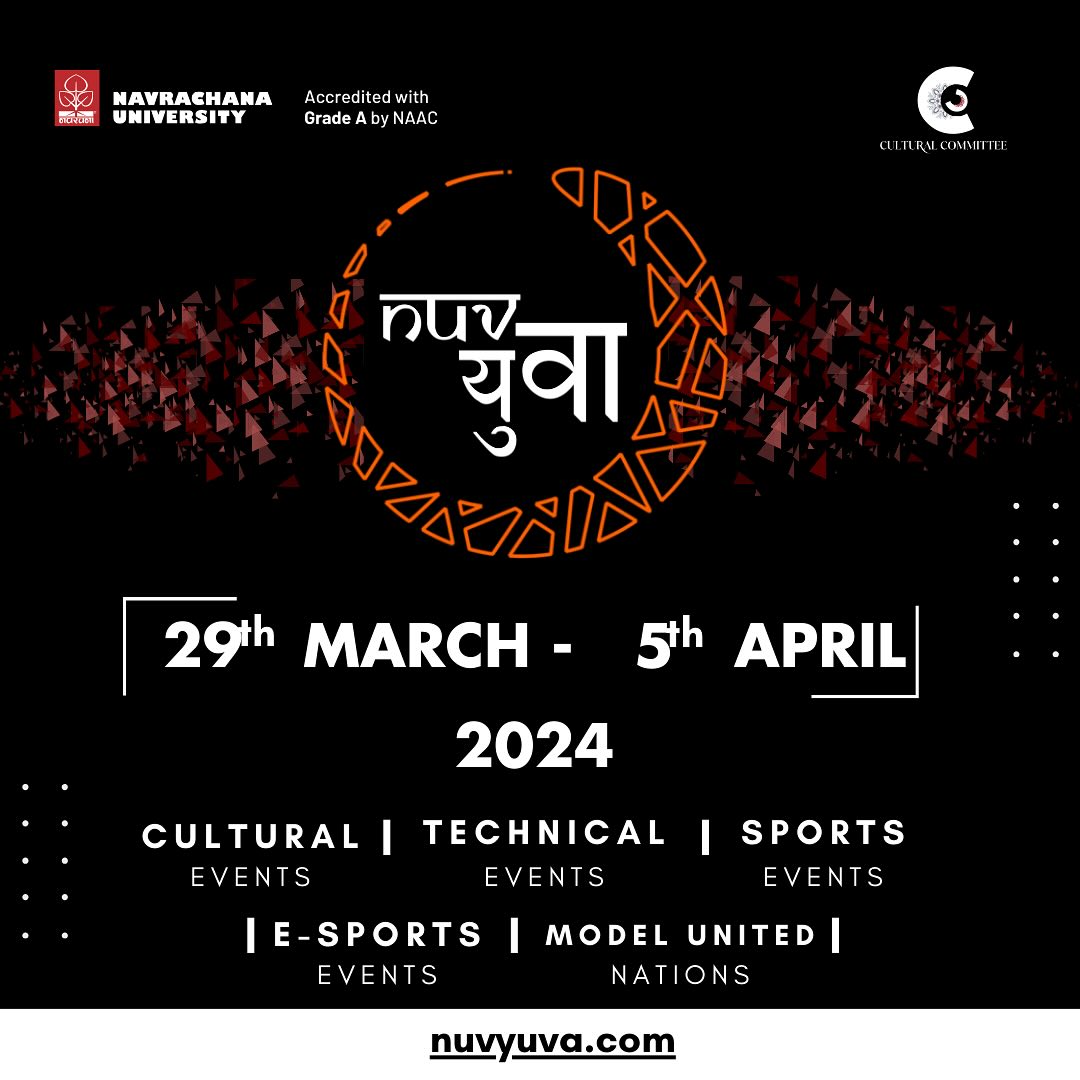 NAVRACHANA
UNIVERSITY
नवरचना
Accredited with
Grade A by NAAC
CULTURAL COMMITTEE
nuv
युवा
29th MARCH - 5th APRIL
2024
CULTURAL | TECHNICAL | SPORTS
EVENTS EVENTS EVENTS
| E-SPORTS | MODEL UNITED |
EVENTS NATIONS
nuvyuva.com